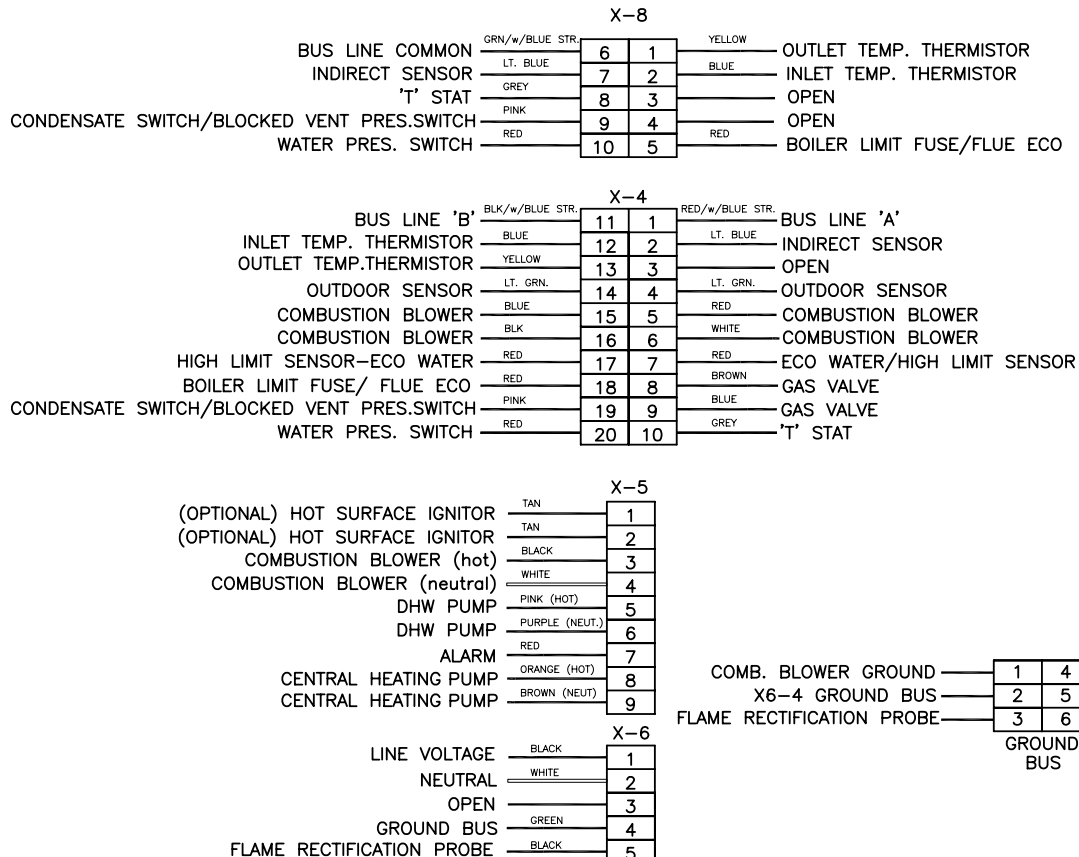 X-8
BUS LINE COMMON GRN/w/BLUE STR. 6 1 YELLOW OUTLET TEMP. THERMISTOR
INDIRECT SENSOR LT. BLUE 7 2 BLUE INLET TEMP. THERMISTOR
'T' STAT GREY 8 3 OPEN
CONDENSATE SWITCH/BLOCKED VENT PRES.SWITCH PINK 9 4 OPEN
WATER PRES. SWITCH RED 10 5 RED BOILER LIMIT FUSE/FLUE ECO
X-4
BUS LINE 'B' BLK/w/BLUE STR. 11 1 RED/w/BLUE STR. BUS LINE 'A'
INLET TEMP. THERMISTOR BLUE 12 2 LT. BLUE INDIRECT SENSOR
OUTLET TEMP.THERMISTOR YELLOW 13 3 OPEN
OUTDOOR SENSOR LT. GRN. 14 4 LT. GRN. OUTDOOR SENSOR
COMBUSTION BLOWER BLUE 15 5 RED COMBUSTION BLOWER
COMBUSTION BLOWER BLK 16 6 WHITE COMBUSTION BLOWER
HIGH LIMIT SENSOR-ECO WATER RED 17 7 RED ECO WATER/HIGH LIMIT SENSOR
BOILER LIMIT FUSE/ FLUE ECO RED 18 8 BROWN GAS VALVE
CONDENSATE SWITCH/BLOCKED VENT PRES.SWITCH PINK 19 9 BLUE GAS VALVE
WATER PRES. SWITCH RED 20 10 GREY 'T' STAT
X-5
(OPTIONAL) HOT SURFACE IGNITOR TAN 1
(OPTIONAL) HOT SURFACE IGNITOR TAN 2
COMBUSTION BLOWER (hot) BLACK 3
COMBUSTION BLOWER (neutral) WHITE 4
DHW PUMP PINK (HOT) 5
DHW PUMP PURPLE (NEUT.) 6
ALARM RED 7
CENTRAL HEATING PUMP ORANGE (HOT) 8
CENTRAL HEATING PUMP BROWN (NEUT) 9
COMB. BLOWER GROUND 1 4
X6-4 GROUND BUS 2 5
FLAME RECTIFICATION PROBE 3 6
GROUND
BUS
X-6
LINE VOLTAGE BLACK 1
NEUTRAL WHITE 2
OPEN 3
GROUND BUS GREEN 4
FLAME RECTIFICATION PROBE BLACK 5